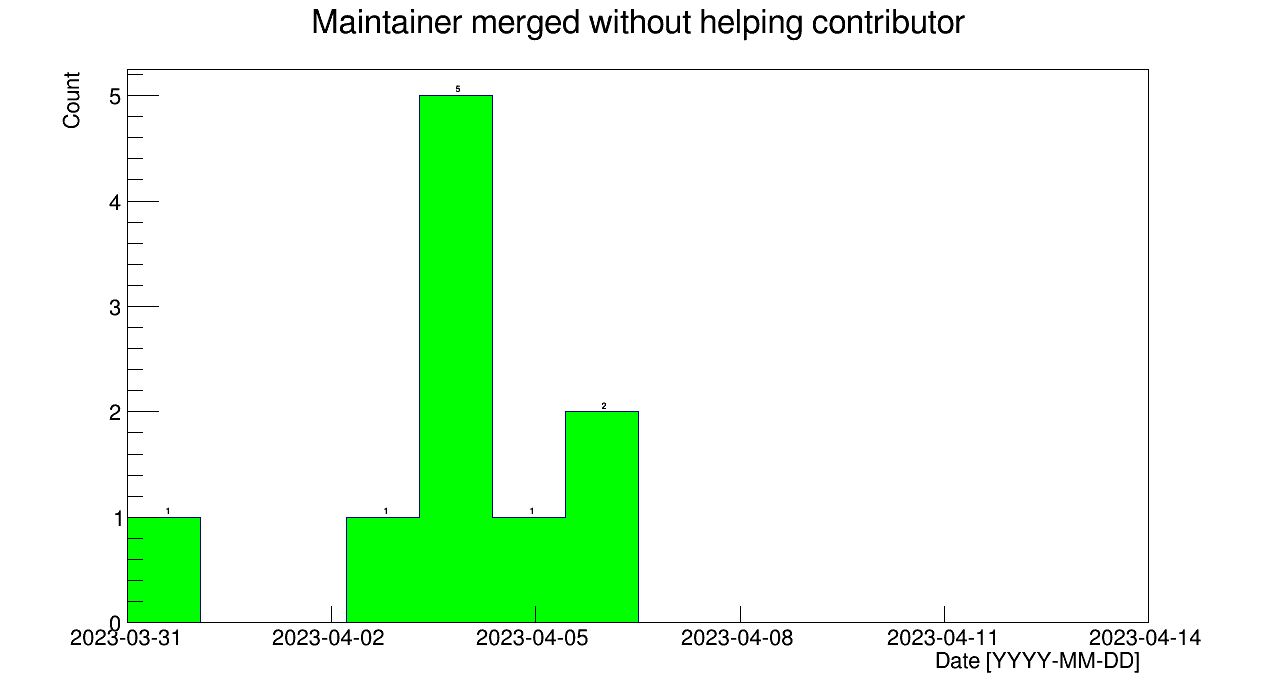 Maintainer merged without helping contributor
Count
5
4
3
2
1
0
1
1
5
1
2
2023-03-31 2023-04-02 2023-04-05 2023-04-08 2023-04-11 2023-04-14
Date [YYYY-MM-DD]